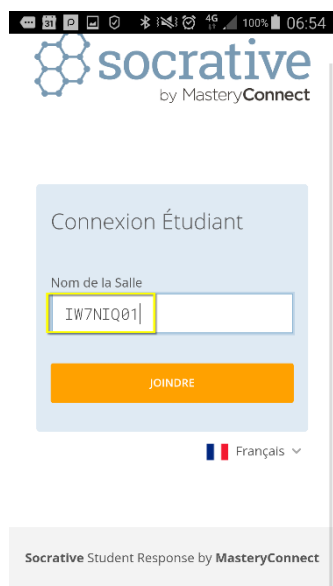 31 4G 100% 06:54
socrative
by MasteryConnect
Connexion Étudiant
Nom de la Salle
IW7NIQ01
JOINDRE
Français
Socrative Student Response by MasteryConnect